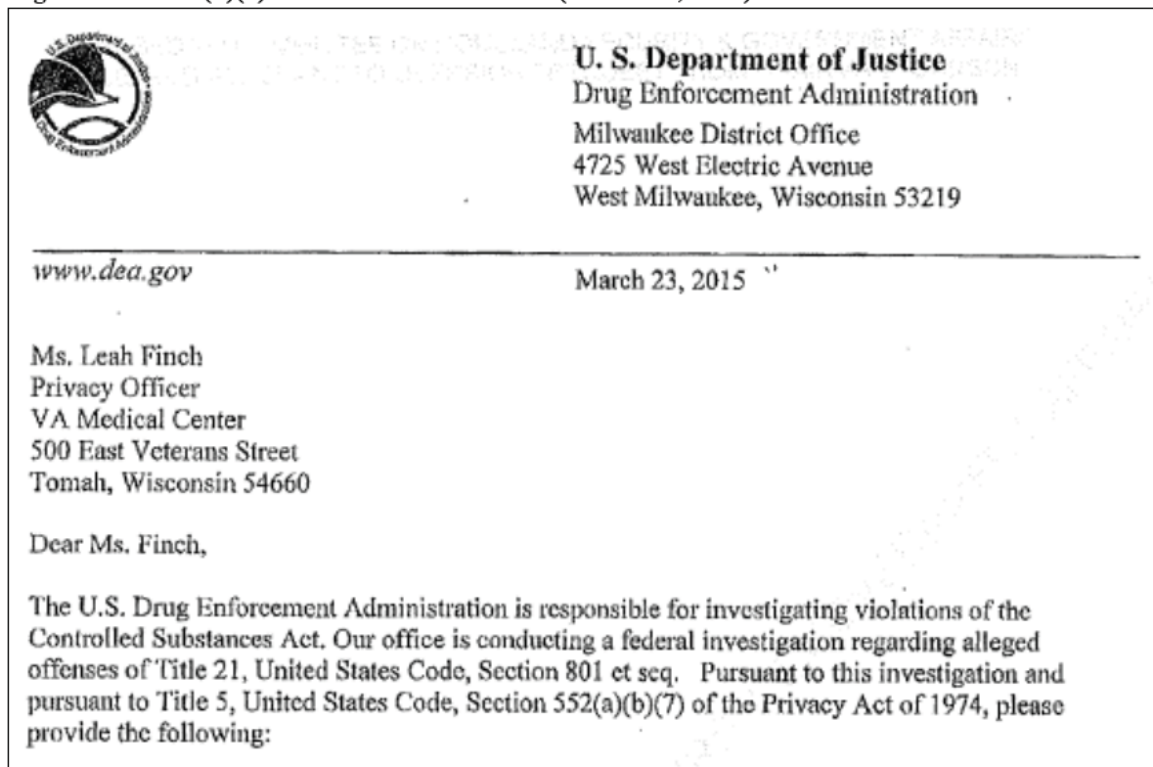 U. S. Department of Justice
Drug Enforcement Administration
Milwaukee District Office
4725 West Electric Avenue
West Milwaukee, Wisconsin 53219
www.dea.gov
March 23, 2015
Ms. Leah Finch
Privacy Officer
VA Medical Center
500 East Veterans Street
Tomah, Wisconsin 54660
Dear Ms. Finch,
The U.S. Drug Enforcement Administration is responsible for investigating violations of the
Controlled Substances Act. Our office is conducting a federal investigation regarding alleged
offenses of Title 21, United States Code, Section 801 et seq. Pursuant to this investigation and
pursuant to Title 5, United States Code, Section 552(a)(b)(7) of the Privacy Act of 1974, please
provide the following: